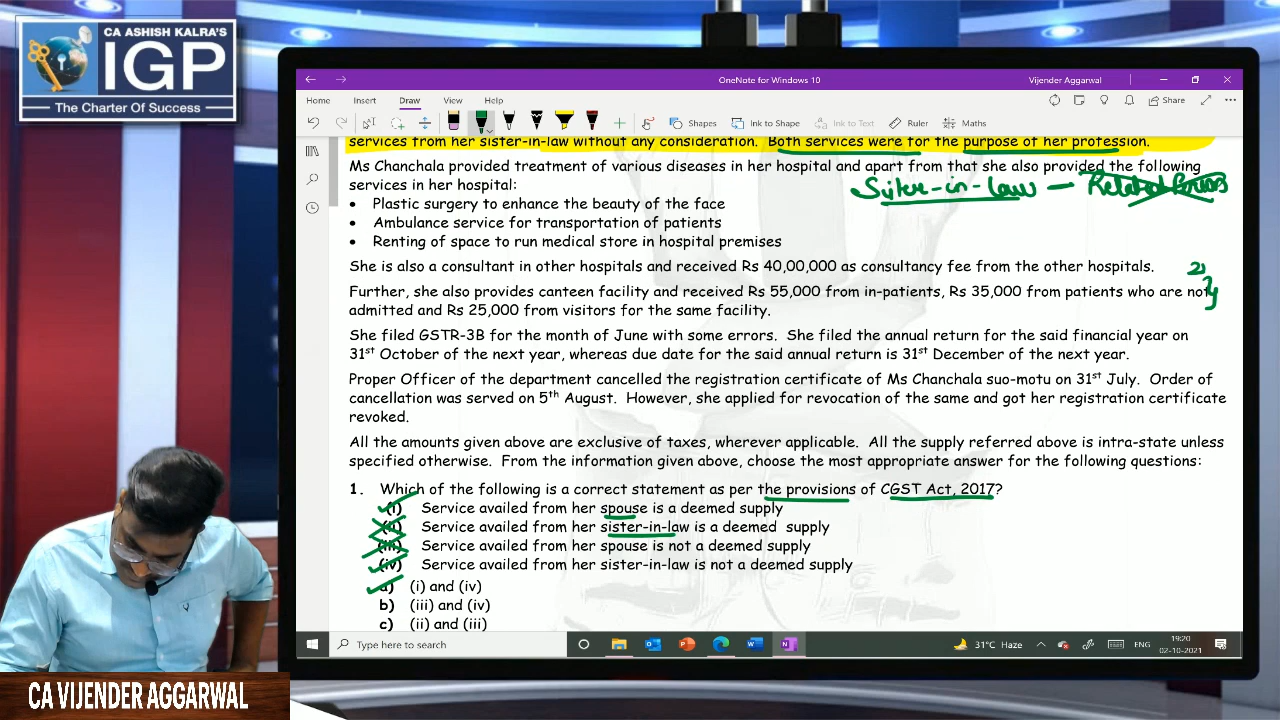 CA ASHISH KALRA'S
IGP
The Charter Of Success
OneNote for Windows 10
Vijender Aggarwal
Home Insert Draw View Help
Share
Shapes Ink to Shape Ink to Text Ruler Maths
services from her sister-in-law without any consideration. Both services were for the purpose of her profession.
Ms Chanchala provided treatment of various diseases in her hospital and apart from that she also provided the following
services in her hospital:
Sister-in-law — Related
• Plastic surgery to enhance the beauty of the face
• Ambulance service for transportation of patients
• Renting of space to run medical store in hospital premises
She is also a consultant in other hospitals and received Rs 40,00,000 as consultancy fee from the other hospitals.
Further, she also provides canteen facility and received Rs 55,000 from in-patients, Rs 35,000 from patients who are not
admitted and Rs 25,000 from visitors for the same facility.
She filed GSTR-3B for the month of June with some errors. She filed the annual return for the said financial year on
31st October of the next year, whereas due date for the said annual return is 31st December of the next year.
Proper Officer of the department cancelled the registration certificate of Ms Chanchala suo-motu on 31st July. Order of
cancellation was served on 5th August. However, she applied for revocation of the same and got her registration certificate
revoked.
All the amounts given above are exclusive of taxes, wherever applicable. All the supply referred above is intra-state unless
specified otherwise. From the information given above, choose the most appropriate answer for the following questions:
1. Which of the following is a correct statement as per the provisions of CGST Act, 2017?
(i) Service availed from her spouse is a deemed supply
(ii) Service availed from her sister-in-law is a deemed supply
(iii) Service availed from her spouse is not a deemed supply
(iv) Service availed from her sister-in-law is not a deemed supply
a) (i) and (iv)
b) (iii) and (iv)
c) (ii) and (iii)
Type here to search
31°C Haze
ENG
19:20
02-10-2021
CA VIJENDER AGGARWAL